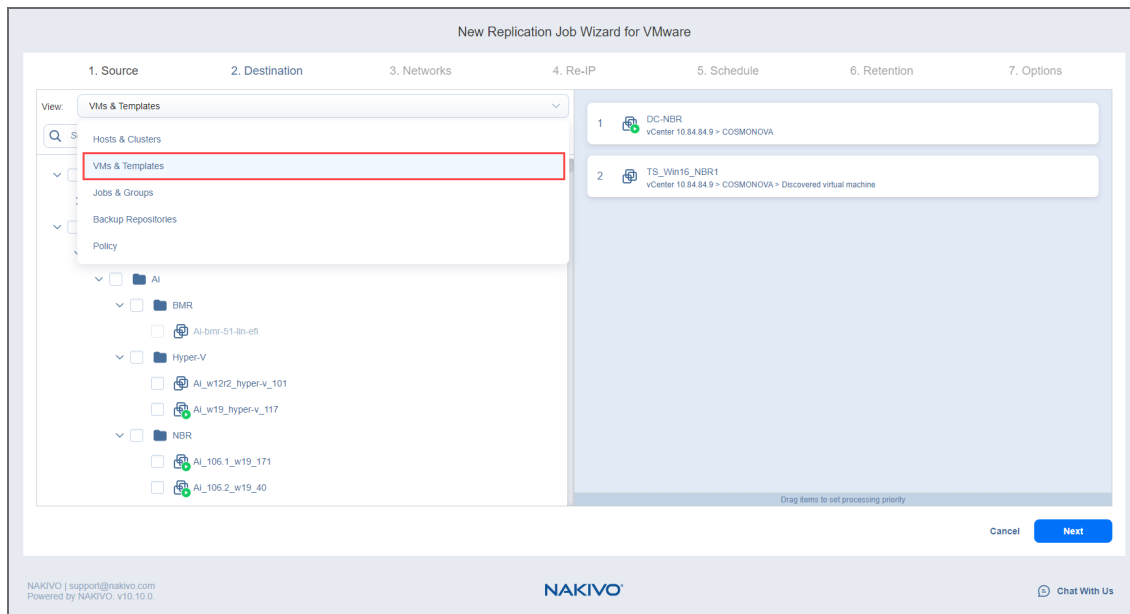 New Replication Job Wizard for VMware
1. Source
2. Destination
3. Networks
4. Re-IP
5. Schedule
6. Retention
7. Options
View:
VMs & Templates
S
Hosts & Clusters
VMs & Templates
Jobs & Groups
Backup Repositories
Policy
Ai
BMR
Ai-bmr-51-lin-efi
Hyper-V
Ai_w12r2_hyper-v_101
Ai_w19_hyper-v_117
NBR
Ai_106.1_w19_171
Ai_106.2_w19_40
1
DC-NBR
vCenter 10.84.84.9 > COSMONOVA
2
TS_Win16_NBR1
vCenter 10.84.84.9 > COSMONOVA > Discovered virtual machine
Drag items to set processing priority
Cancel
Next
NAKIVO | support@nakivo.com
Powered by NAKIVO. v10.10.0.
NAKIVO®
Chat With Us